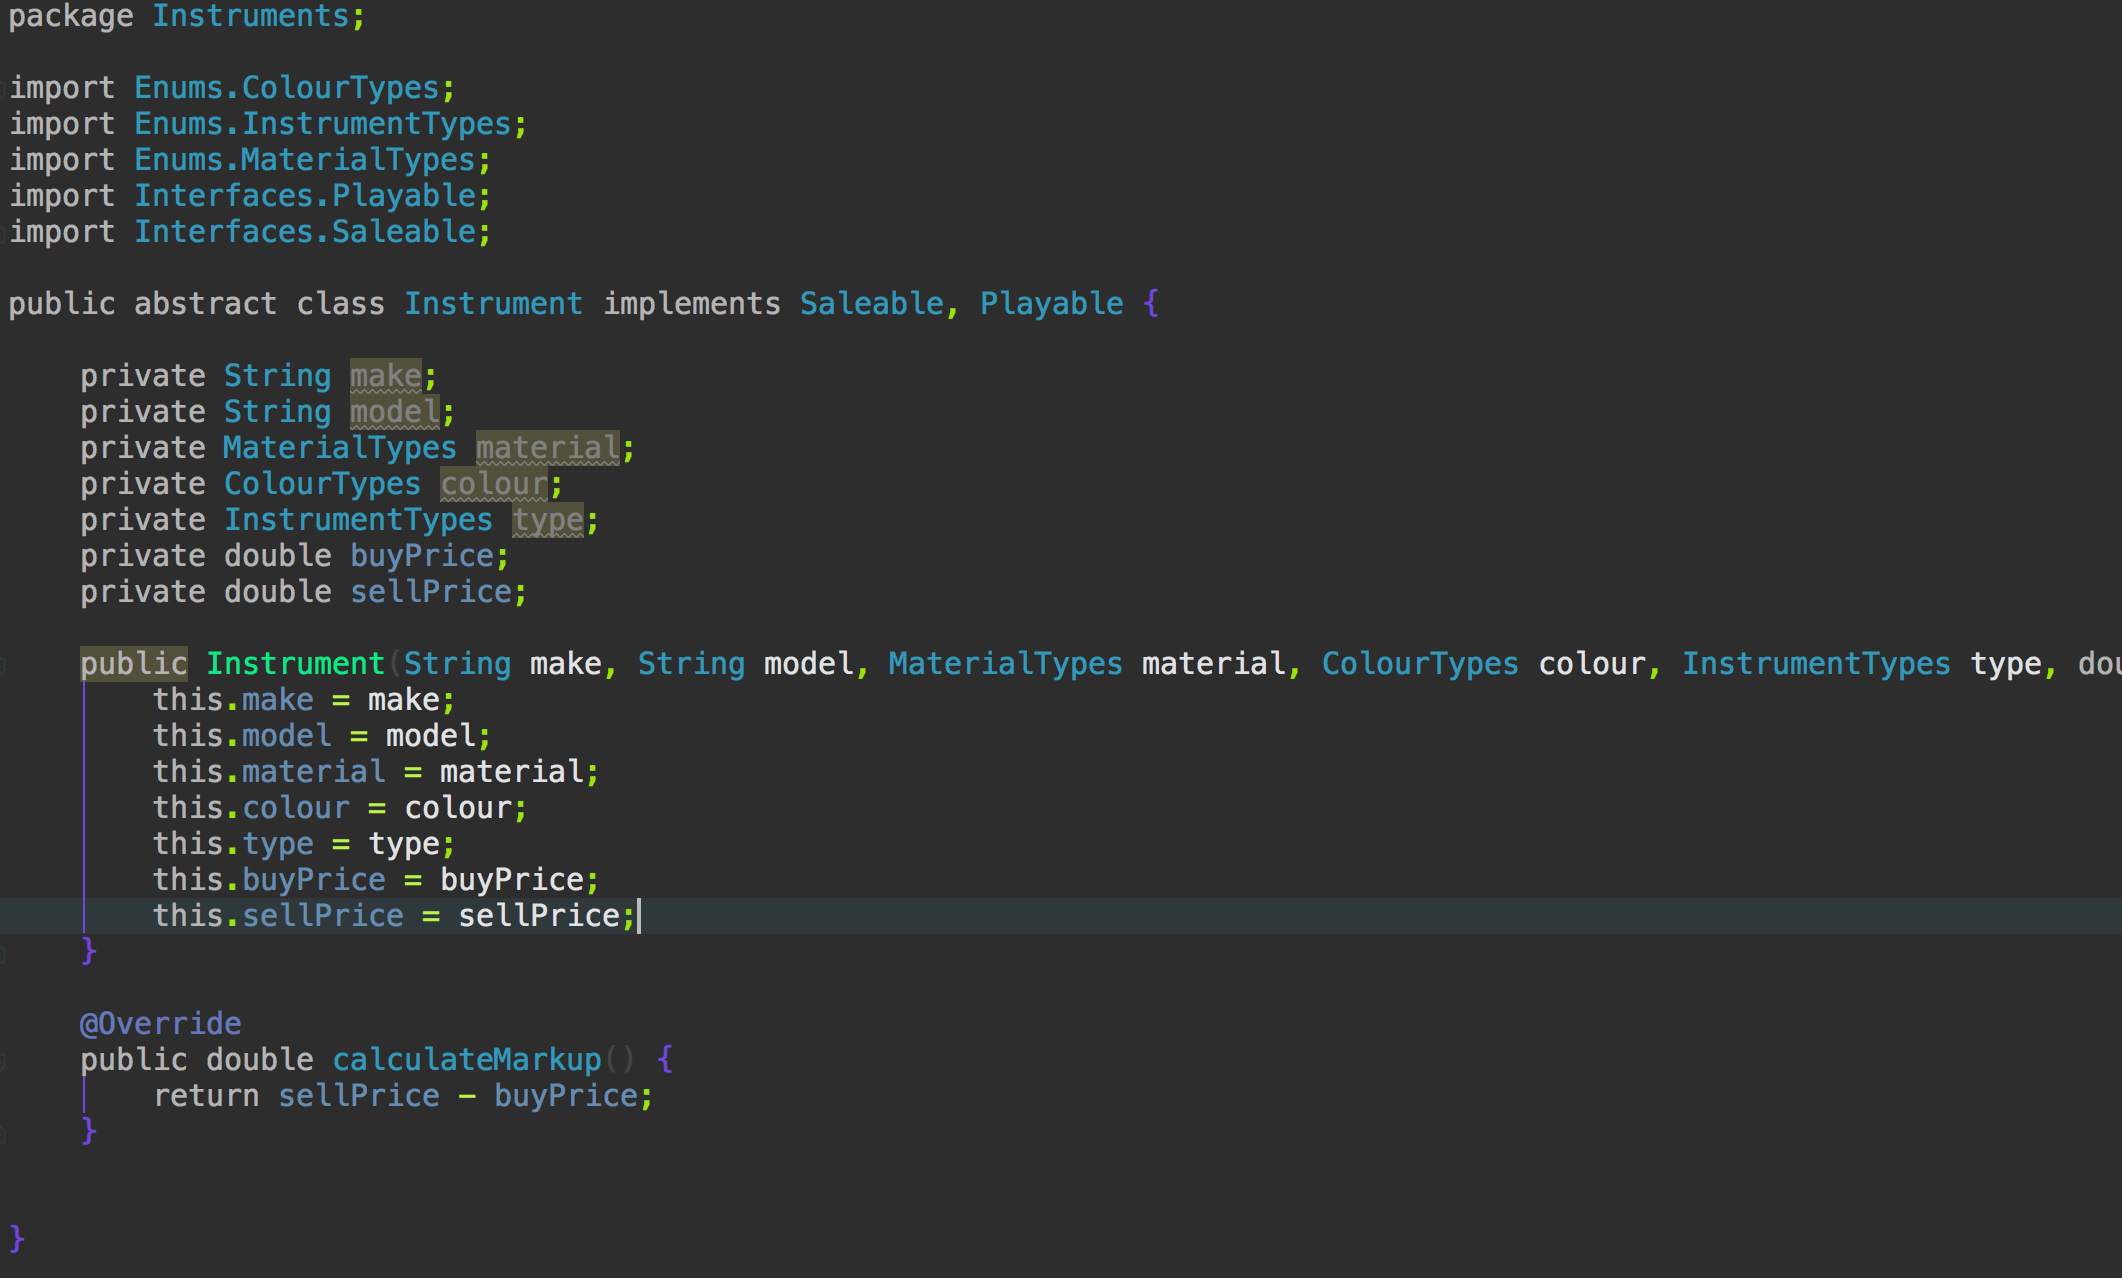 package Instruments;
import Enums.ColourTypes;
import Enums.InstrumentTypes;
import Enums.MaterialTypes;
import Interfaces.Playable;
import Interfaces.Saleable;
public abstract class Instrument implements Saleable, Playable {
private String make;
private String model;
private MaterialTypes material;
private ColourTypes colour;
private InstrumentTypes type;
private double buyPrice;
private double sellPrice;
public Instrument(String make, String model, MaterialTypes material, ColourTypes colour, InstrumentTypes type, dou
this.make = make;
this.model = model;
this.material = material;
this.colour = colour;
this.type = type;
this.buyPrice = buyPrice;
this.sellPrice = sellPrice;
}
@Override
public double calculateMarkup() {
return sellPrice - buyPrice;
}
}